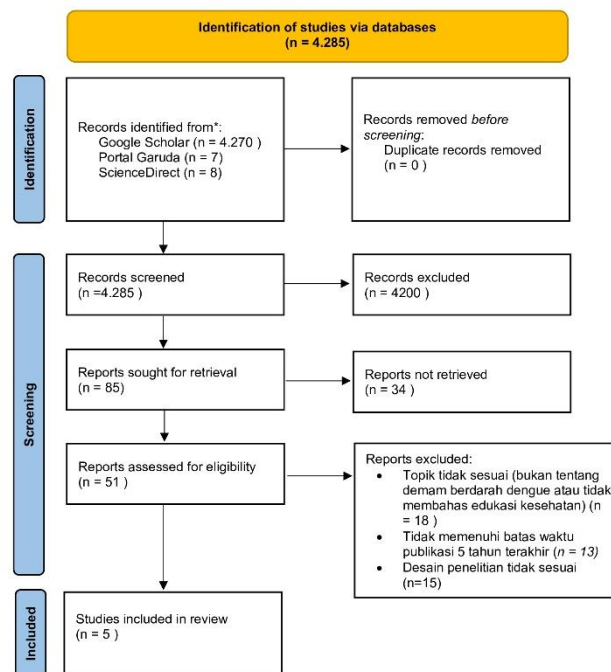 Identification of studies via databases
(n = 4.285)
Identification
Records identified from*:
Google Scholar (n = 4.270 )
Portal Garuda (n = 7)
ScienceDirect (n = 8)
Records removed before
screening:
Duplicate records removed
(n = 0 )
Screening
Records screened
(n =4.285 )
Records excluded
(n = 4200 )
Reports sought for retrieval
(n = 85)
Reports not retrieved
(n = 34 )
Reports assessed for eligibility
(n = 51 )
Reports excluded:
• Topik tidak sesuai (bukan tentang
demam berdarah dengue atau tidak
membahas edukasi kesehatan) (n
= 18 )
• Tidak memenuhi batas waktu
publikasi 5 tahun terakhir (n = 13)
• Desain penelitian tidak sesuai
(n=15)
Included
Studies included in review
(n = 5 )